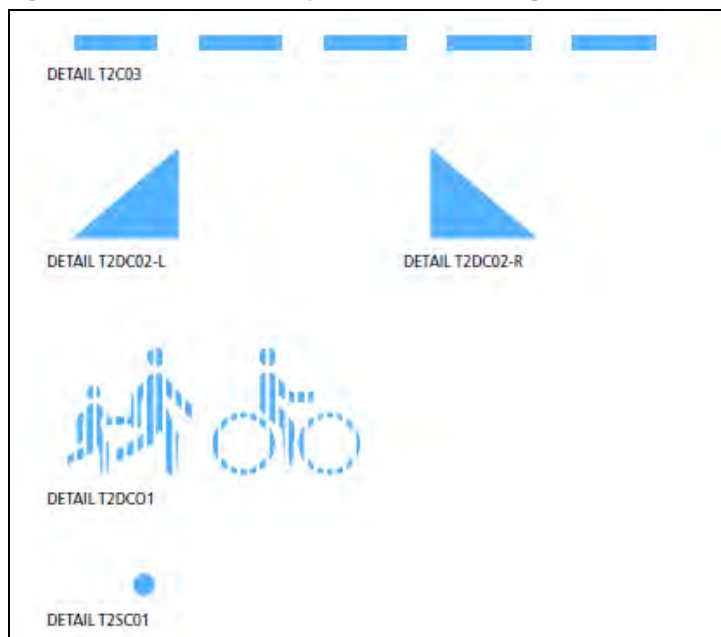 DETAIL T2C03
DETAIL T2DC02-L
DETAIL T2DC02-R
DETAIL T2DCO1
DETAIL T2SC01